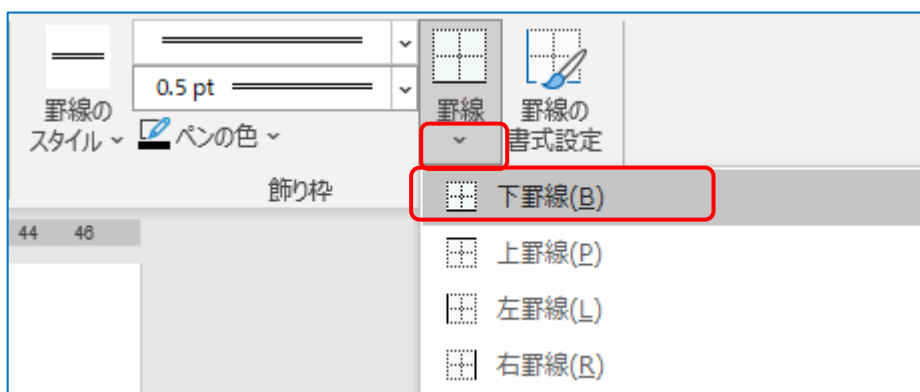 罫線の
スタイル
0.5 pt
ペンの色
罫線
罫線の
書式設定
飾り枠
44 46
下罫線(B)
上罫線(P)
左罫線(L)
右罫線(R)